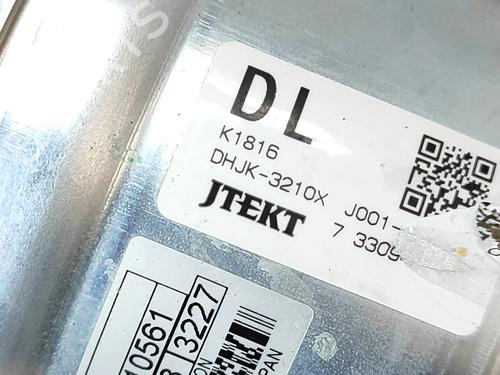 DL
K1816
DHJK-3210X J001-
JTEKT 7 3309
10561
3227